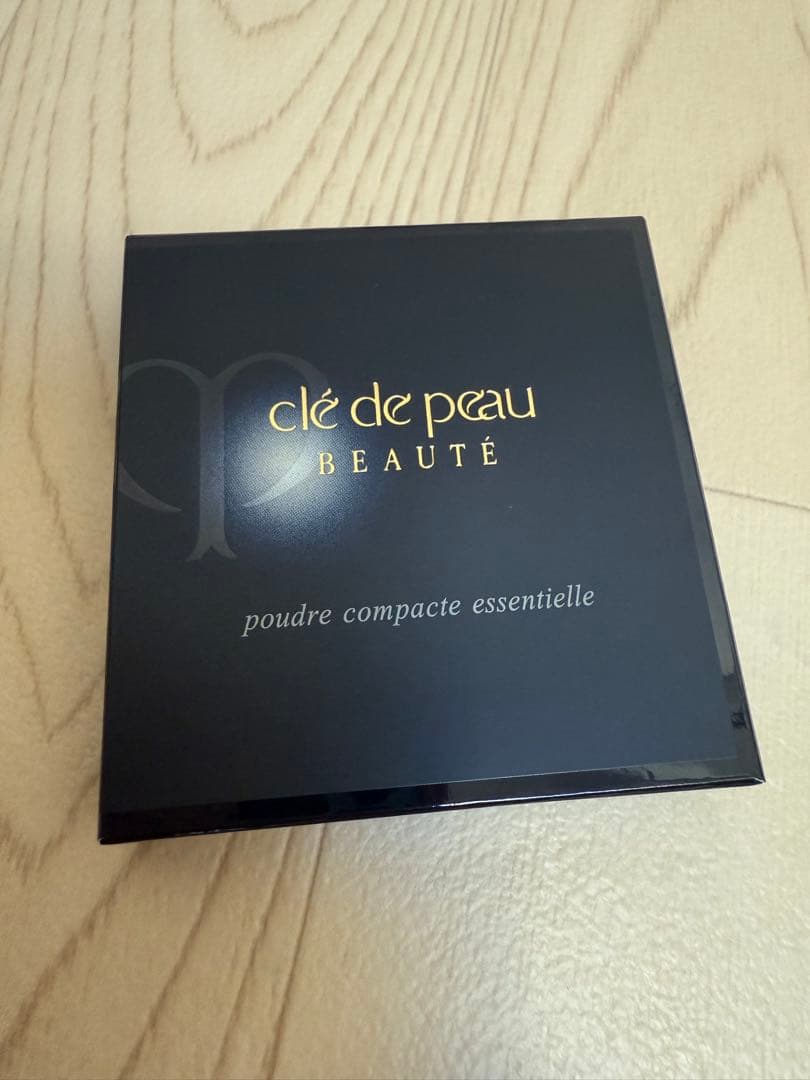 clé de peau
BEAUTÉ
poudre compacte essentielle